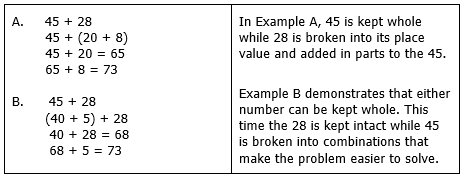 A. 45 + 28
45 + (20 + 8)
45 + 20 = 65
65 + 8 = 73
In Example A, 45 is kept whole
while 28 is broken into its place
value and added in parts to the 45.
B. 45 + 28
(40 + 5) + 28
40 + 28 = 68
68 + 5 = 73
Example B demonstrates that either
number can be kept whole. This
time the 28 is kept intact while 45
is broken into combinations that
make the problem easier to solve.